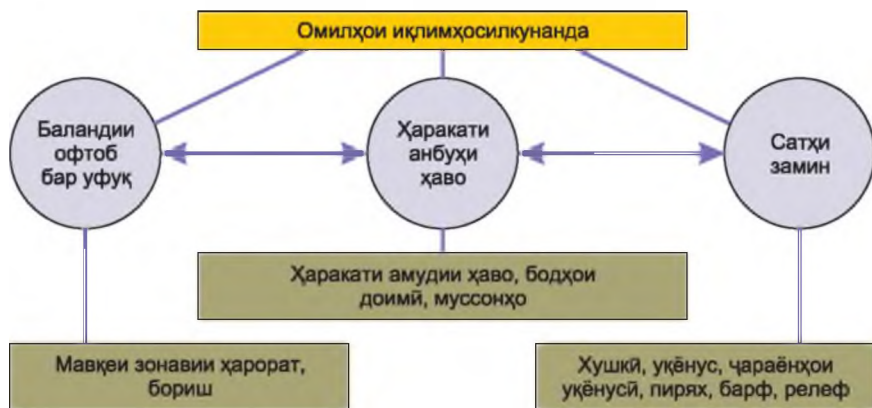 Омилҳои иқлимҳосилкунанда
Баландии
офтоб
бар уфуқ
Ҳаракати
анбуҳи
ҳаво
Сатҳи
замин
Ҳаракати амудии ҳаво, бодҳои
доимӣ, муссонҳо
Мавқеи зонавии ҳарорат,
бориш
Хушкӣ, уқёнус, ҷараёнҳои
уқёнусӣ, пирях, барф, релеф